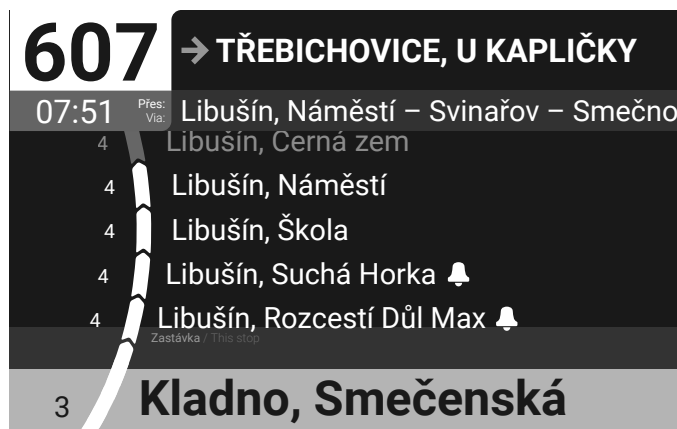 607
→ TŘEBICHOVICE, U KAPLIČKY
07:51 Přes: Via: Libušín, Náměstí – Svinařov – Smečno
4 Libušín, Černá zem
4 Libušín, Náměstí
4 Libušín, Škola
4 Libušín, Suchá Horka
4 Libušín, Rozcestí Důl Max
Zastávka / This stop
3 Kladno, Smečenská